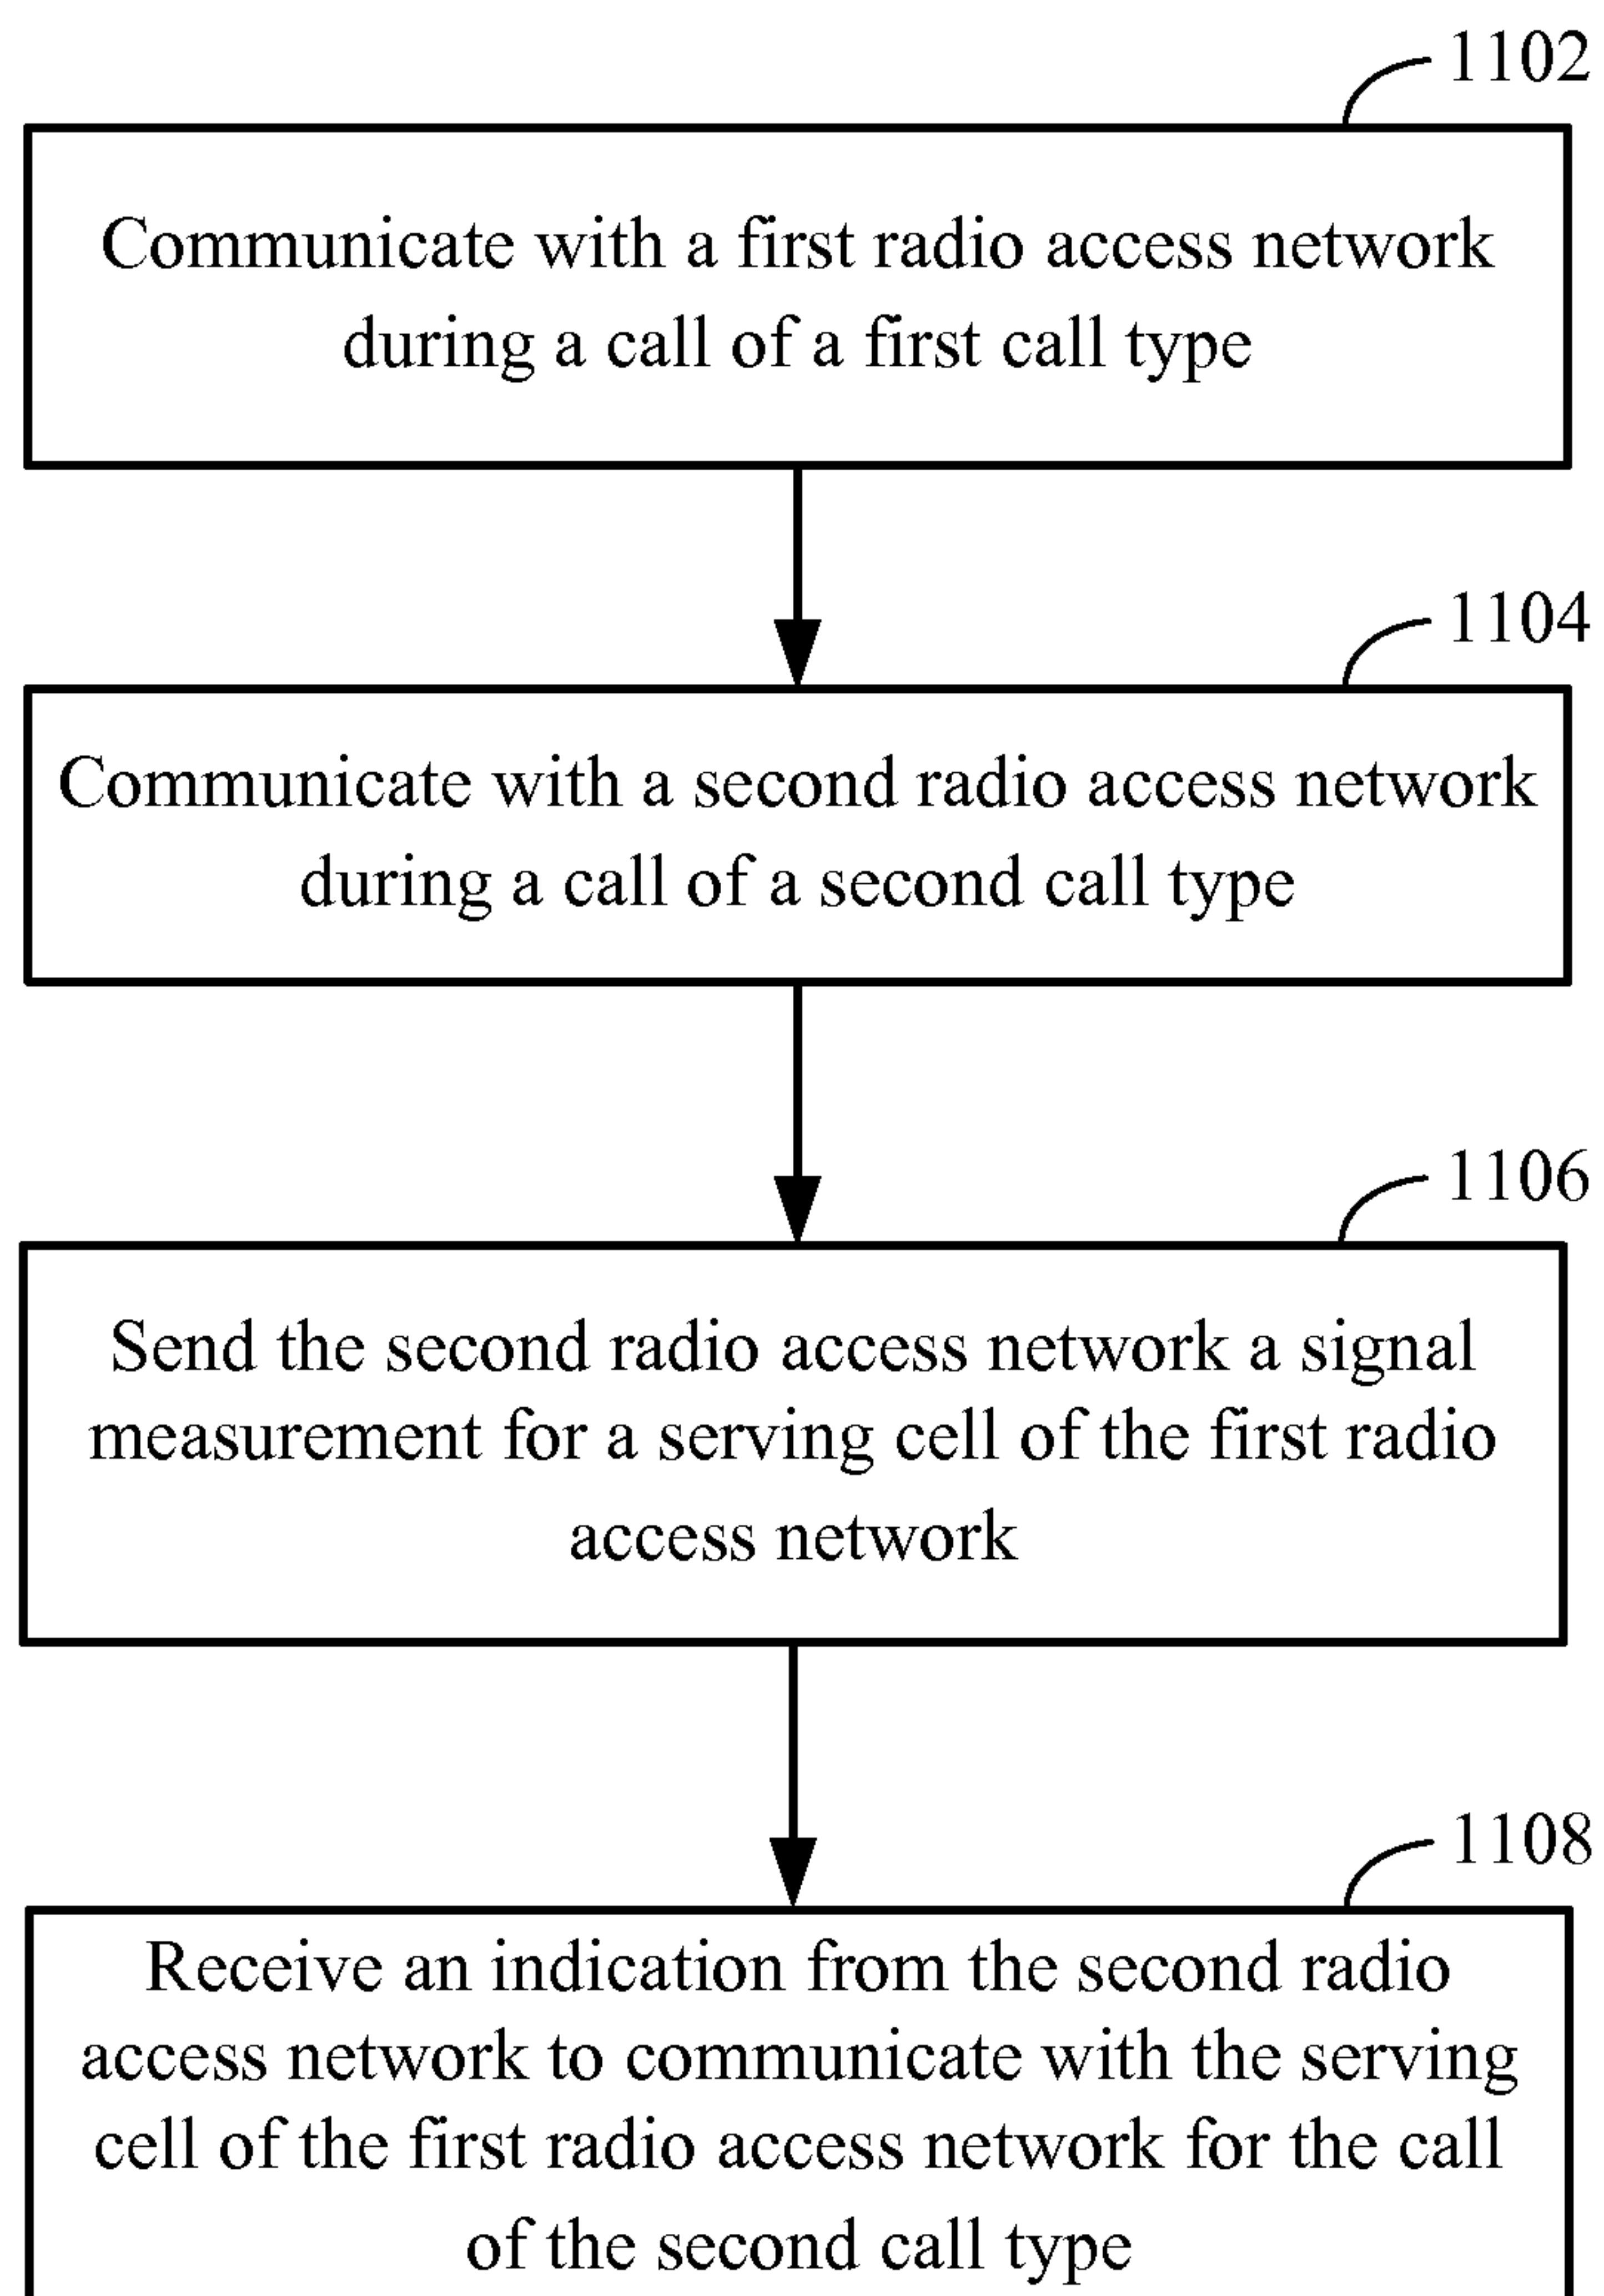 1102
Communicate with a first radio access network
during a call of a first call type
1104
Communicate with a second radio access network
during a call of a second call type
1106
Send the second radio access network a signal
measurement for a serving cell of the first radio
access network
1108
Receive an indication from the second radio
access network to communicate with the serving
cell of the first radio access network for the call
of the second call type